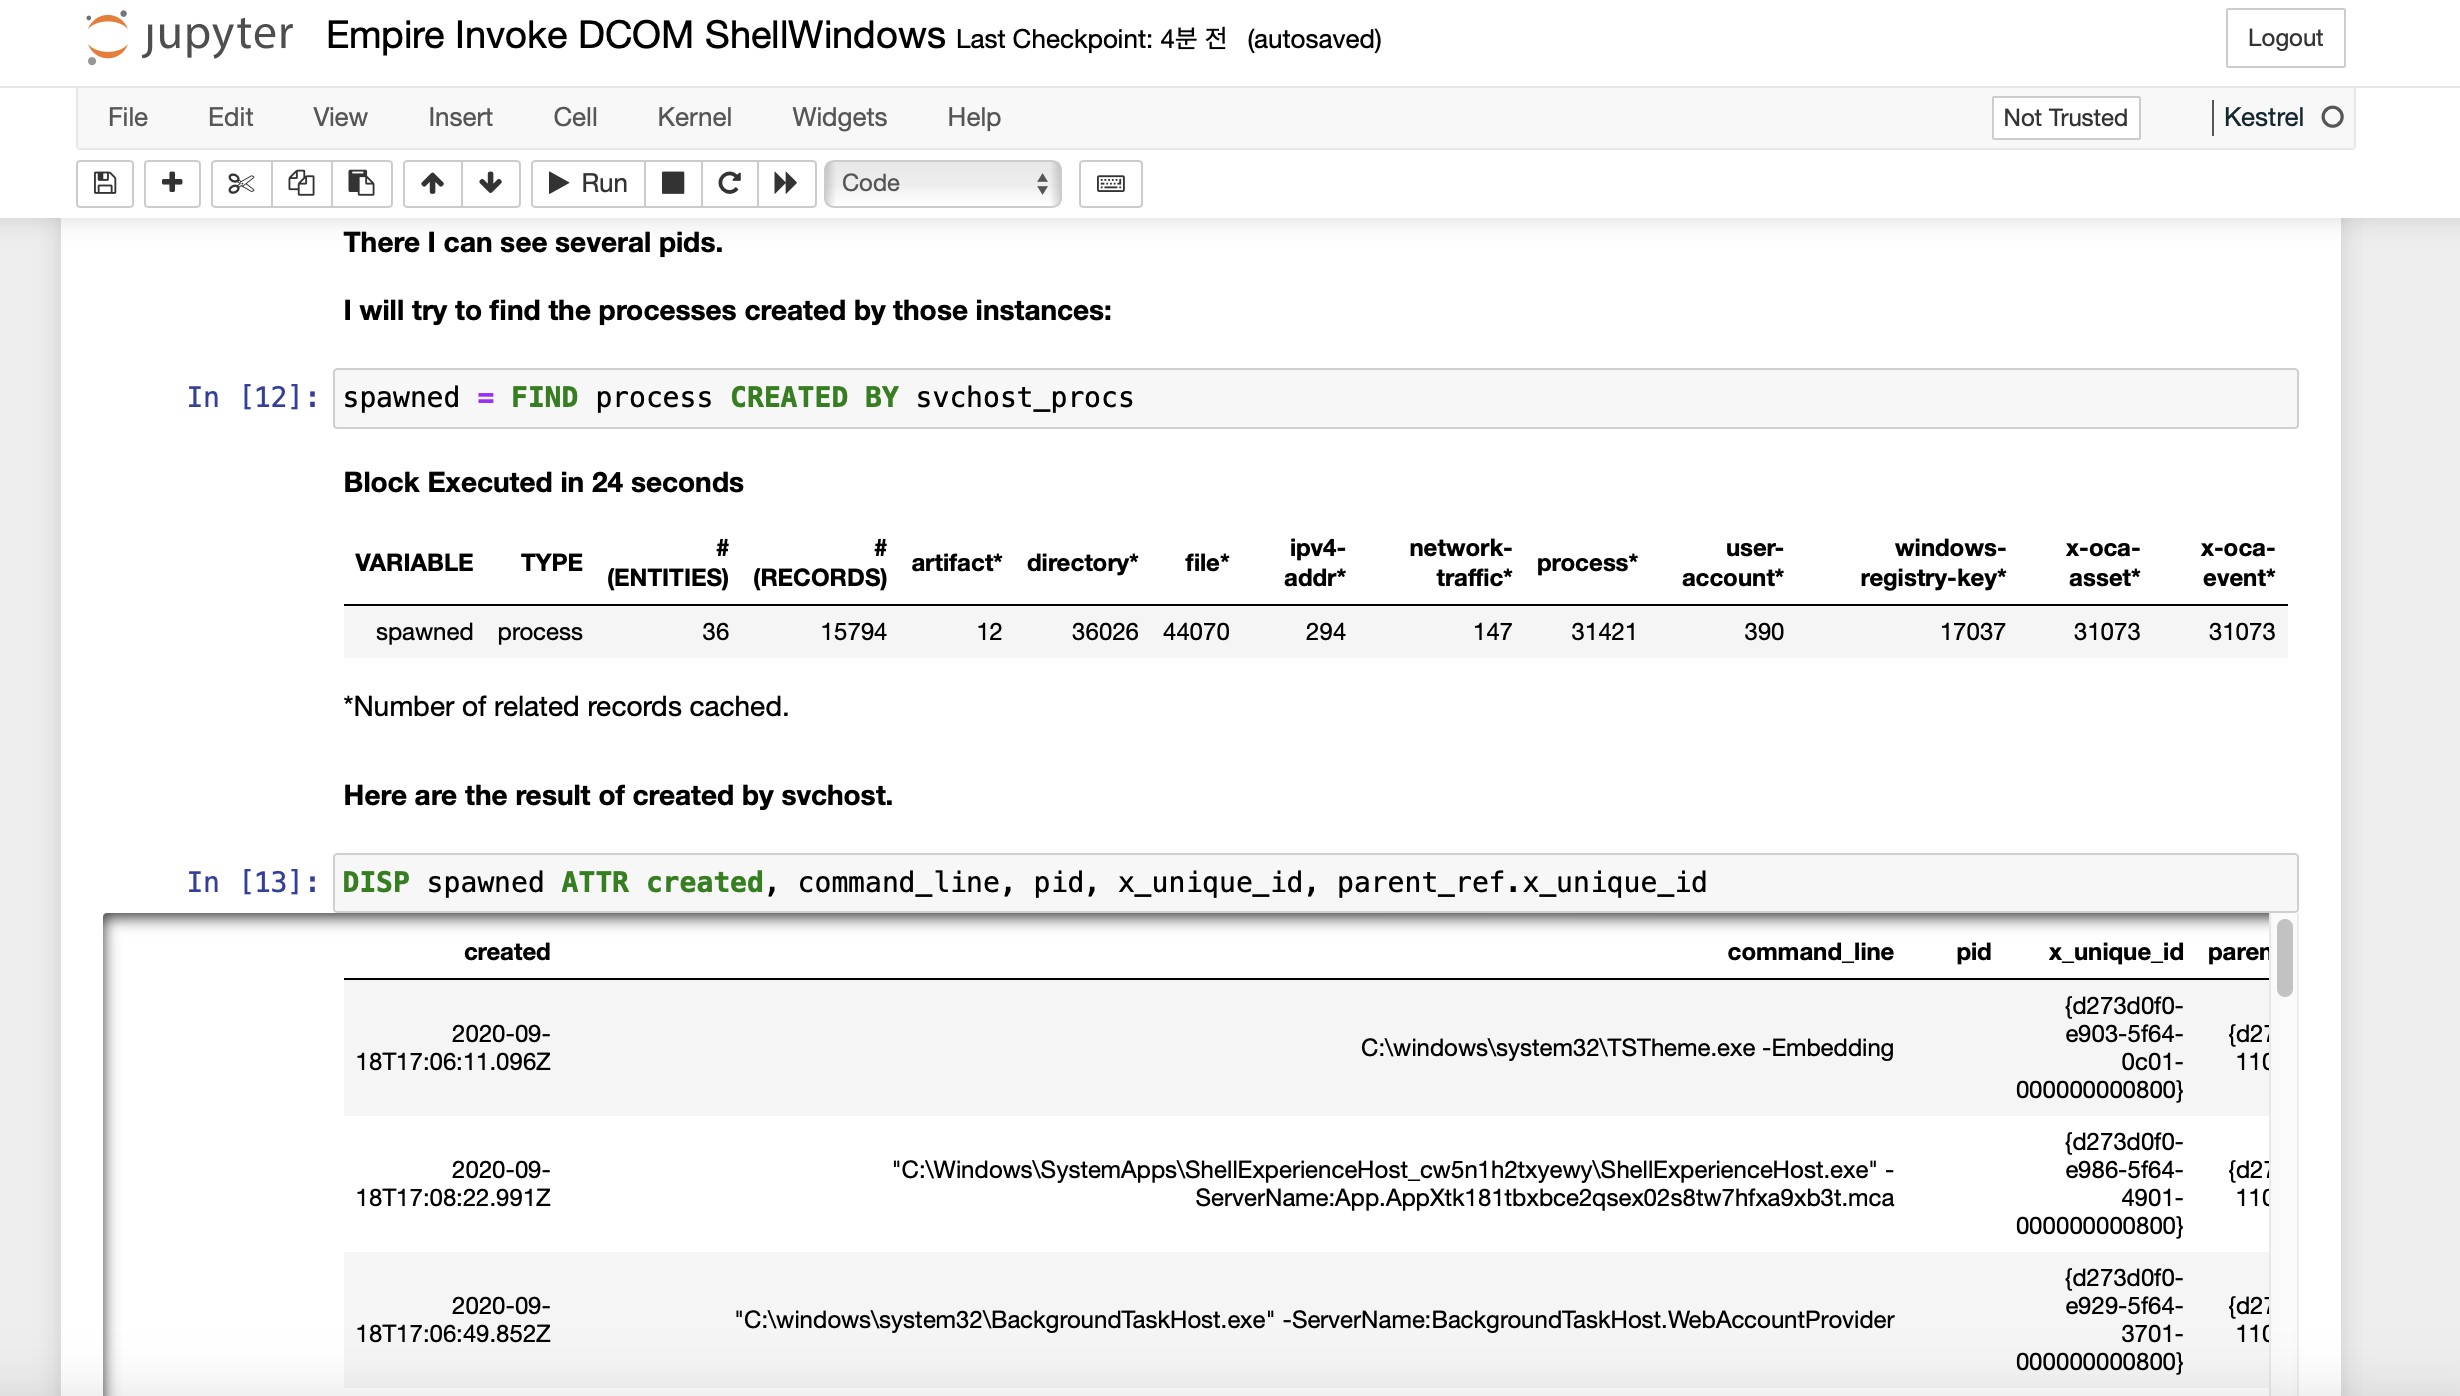 jupyter Empire Invoke DCOM ShellWindows Last Checkpoint: 4분 전 (autosaved)
Logout
File Edit View Insert Cell Kernel Widgets Help
Not Trusted
Kestrel
Run
Code
There I can see several pids.
I will try to find the processes created by those instances:
In [12]: spawned = FIND process CREATED BY svchost_procs
Block Executed in 24 seconds
VARIABLE TYPE # (ENTITIES) # (RECORDS) artifact* directory* file* ipv4-addr* network-traffic* process* user-account* windows-registry-key* x-oca-asset* x-oca-event*
spawned process 36 15794 12 36026 44070 294 147 31421 390 17037 31073 31073
*Number of related records cached.
Here are the result of created by svchost.
In [13]: DISP spawned ATTR created, command_line, pid, x_unique_id, parent_ref.x_unique_id
created command_line pid x_unique_id paren
2020-09-
18T17:06:11.096Z
C:\windows\system32\TSTheme.exe -Embedding
{d273d0f0-
e903-5f64-
0c01-
000000000800}
{d27
110
2020-09-
18T17:08:22.991Z
"C:\Windows\SystemApps\ShellExperienceHost_cw5n1h2txyewy\ShellExperienceHost.exe" -
ServerName:App.AppXtk181tbxbce2qsex02s8tw7hfxa9xb3t.mca
{d273d0f0-
e986-5f64-
4901-
000000000800}
{d27
110
2020-09-
18T17:06:49.852Z
"C:\windows\system32\BackgroundTaskHost.exe" -ServerName:BackgroundTaskHost.WebAccountProvider
{d273d0f0-
e929-5f64-
3701-
000000000800}
{d27
110